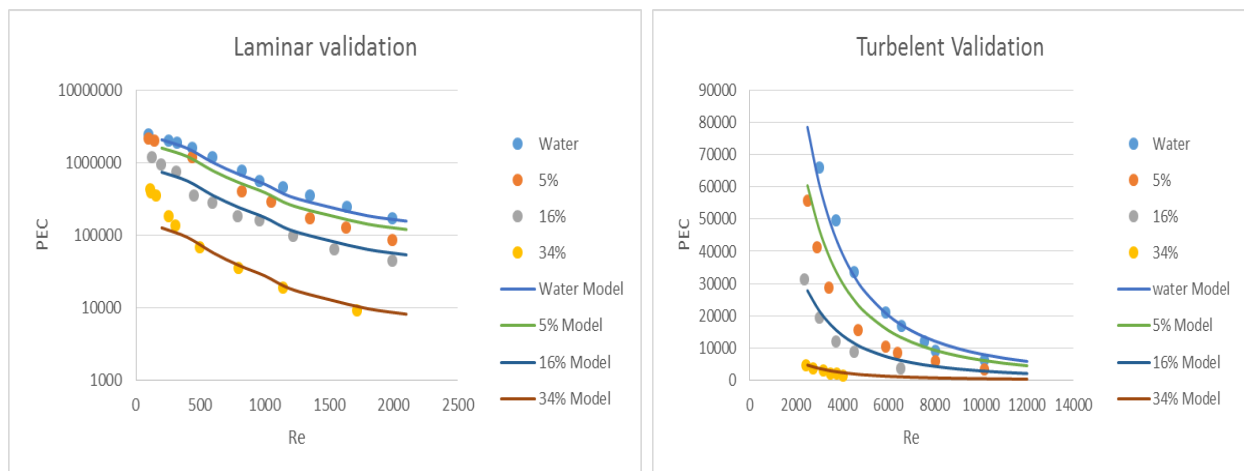 Laminar validation
10000000
1000000
100000
10000
1000
PEC
0
500
1000
1500
2000
2500
Re
Water
5%
16%
34%
Water Model
5% Model
16% Model
34% Model
Turbelent Validation
90000
80000
70000
60000
50000
40000
30000
20000
10000
0
PEC
0
2000
4000
6000
8000
10000
12000
14000
Re
Water
5%
16%
34%
water Model
5% Model
16% Model
34% Model